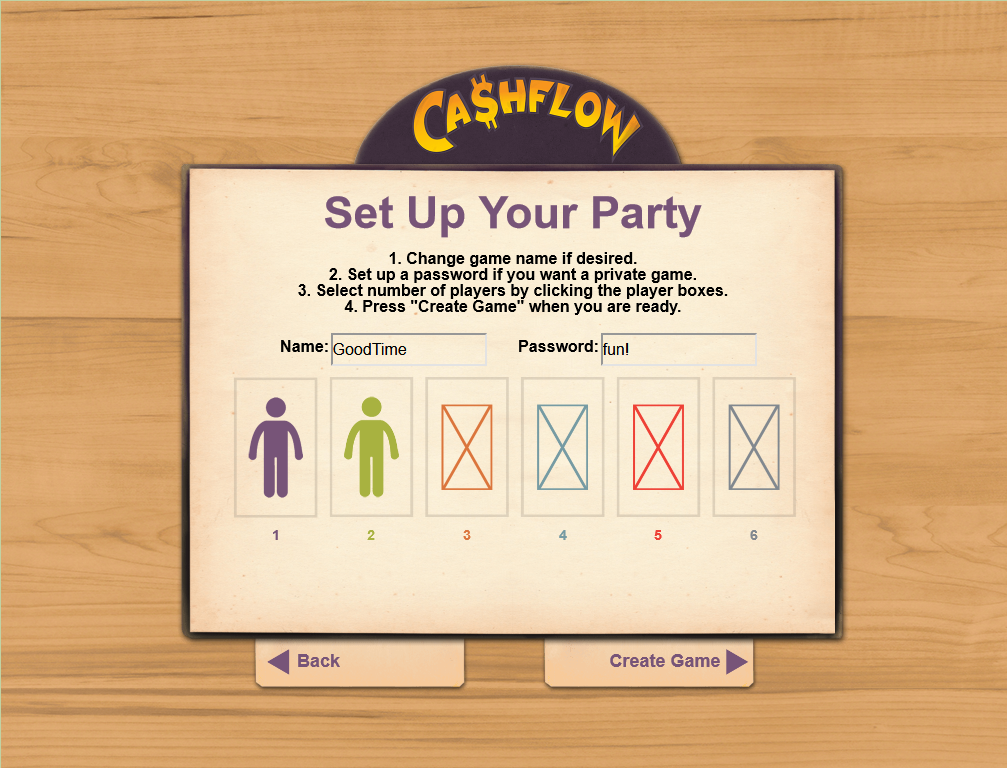 CA$HFLOW
Set Up Your Party
1. Change game name if desired.
2. Set up a password if you want a private game.
3. Select number of players by clicking the player boxes.
4. Press "Create Game" when you are ready.
Name: GoodTime Password: fun!
1 2 3 4 5 6
Back Create Game